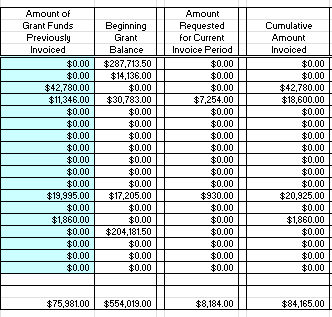 Amount of Grant Funds Previously Invoiced Beginning Grant Balance Amount Requested for Current Invoice Period Cumulative Amount Invoiced
$0.00 $287,713.50 $0.00 $0.00
$0.00 $14,136.00 $0.00 $0.00
$42,780.00 $0.00 $0.00 $42,780.00
$11,346.00 $30,783.00 $7,254.00 $18,600.00
$0.00 $0.00 $0.00 $0.00
$0.00 $0.00 $0.00 $0.00
$0.00 $0.00 $0.00 $0.00
$0.00 $0.00 $0.00 $0.00
$0.00 $0.00 $0.00 $0.00
$0.00 $0.00 $0.00 $0.00
$0.00 $0.00 $0.00 $0.00
$19,995.00 $17,205.00 $930.00 $20,925.00
$0.00 $0.00 $0.00 $0.00
$1,860.00 $0.00 $0.00 $1,860.00
$0.00 $204,181.50 $0.00 $0.00
$0.00 $0.00 $0.00 $0.00
$0.00 $0.00 $0.00 $0.00
$0.00 $0.00 $0.00 $0.00
$75,981.00 $554,019.00 $8,184.00 $84,165.00